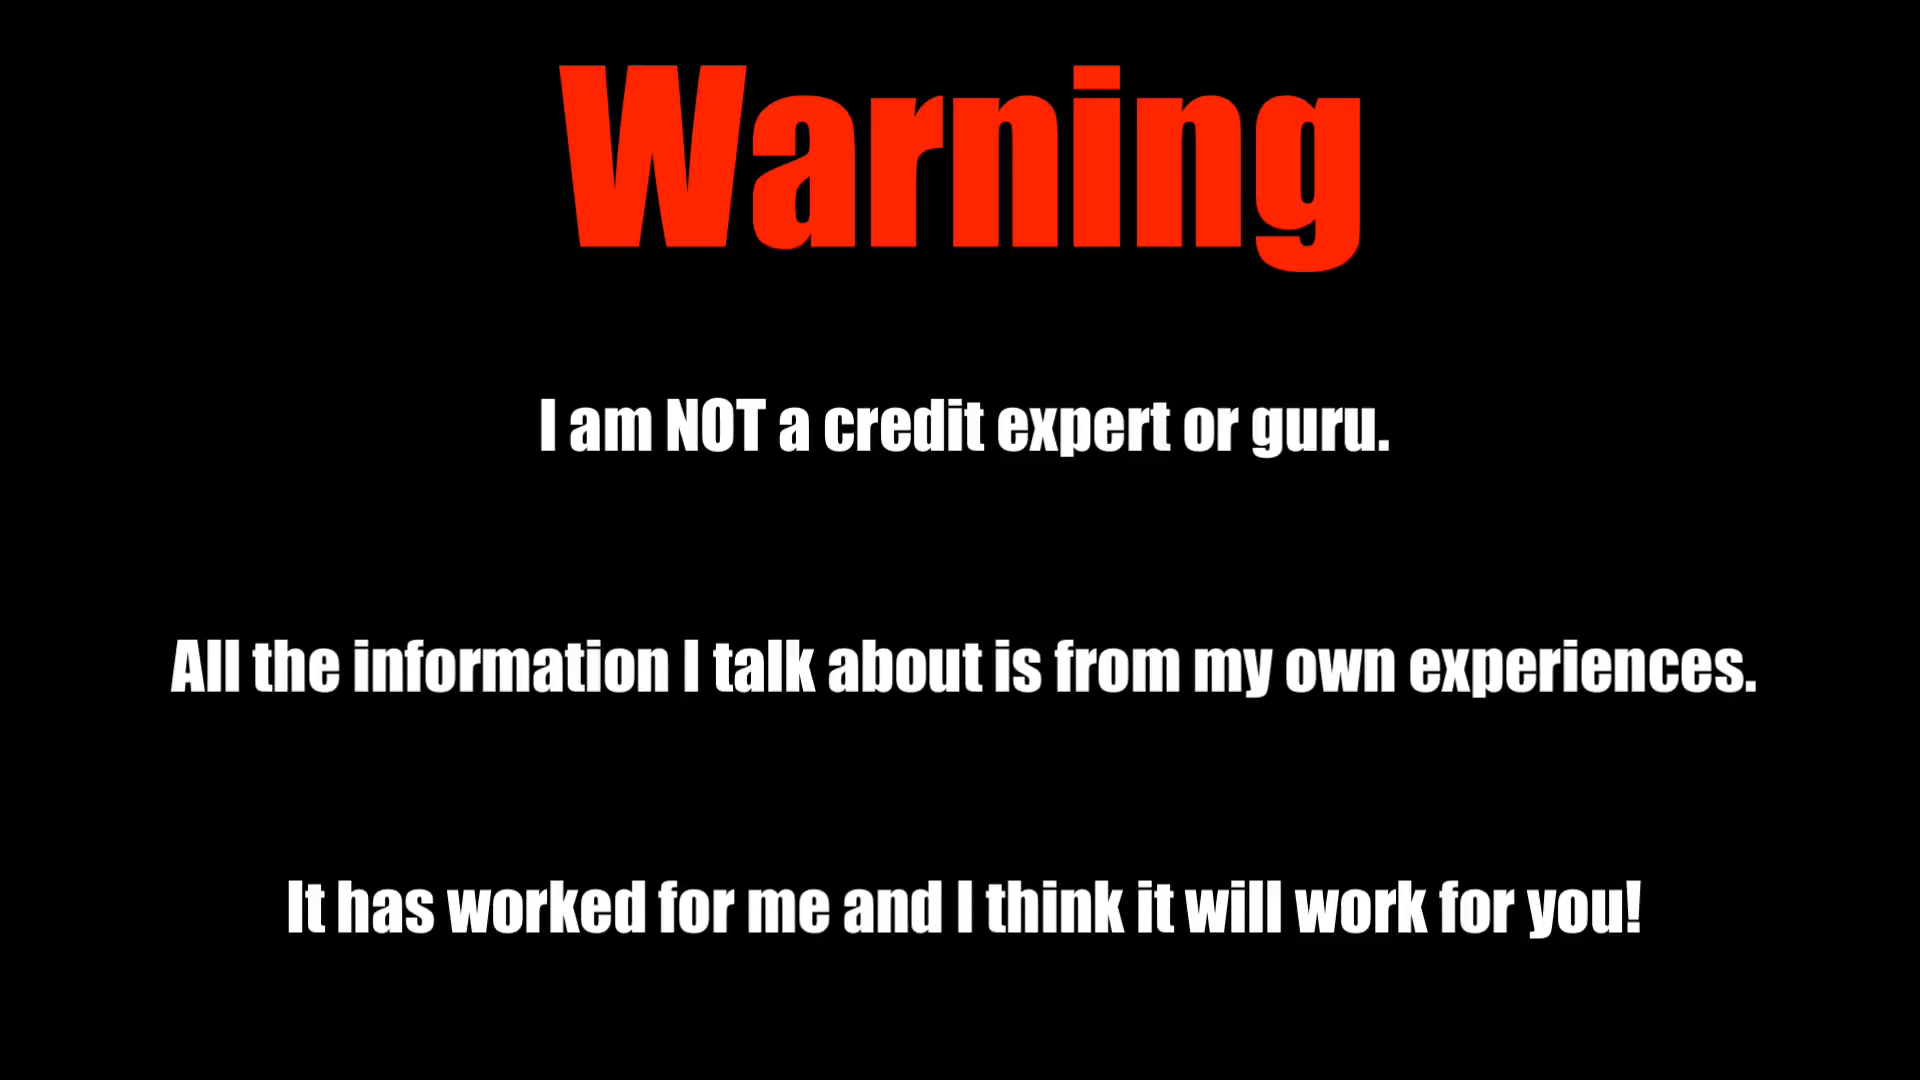 Warning
I am NOT a credit expert or guru.
All the information I talk about is from my own experiences.
It has worked for me and I think it will work for you!